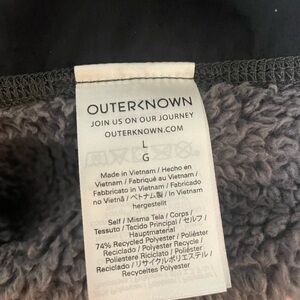 OUTERKNOWN
JOIN US ON OUR JOURNEY
OUTERKNOWN.COM
L
G
Made in Vietnam / Hecho en
Vietnam / Fabriqué au Vietnam /
Fabbricato in Vietnam / Fabricado
no Vietnã / ベトナム製 / In Vietnam
hergestellt
Self / Misma Tela / Corps /
Tessuto / Tecido Principal / セルフ /
Hauptmaterial
74% Recycled Polyester / Poliéster
Reciclado / Polyester Recyclé /
Poliestere Riciclato / Poliéster
Reciclado / リサイクルポリエステル /
Recyceltes Polyester